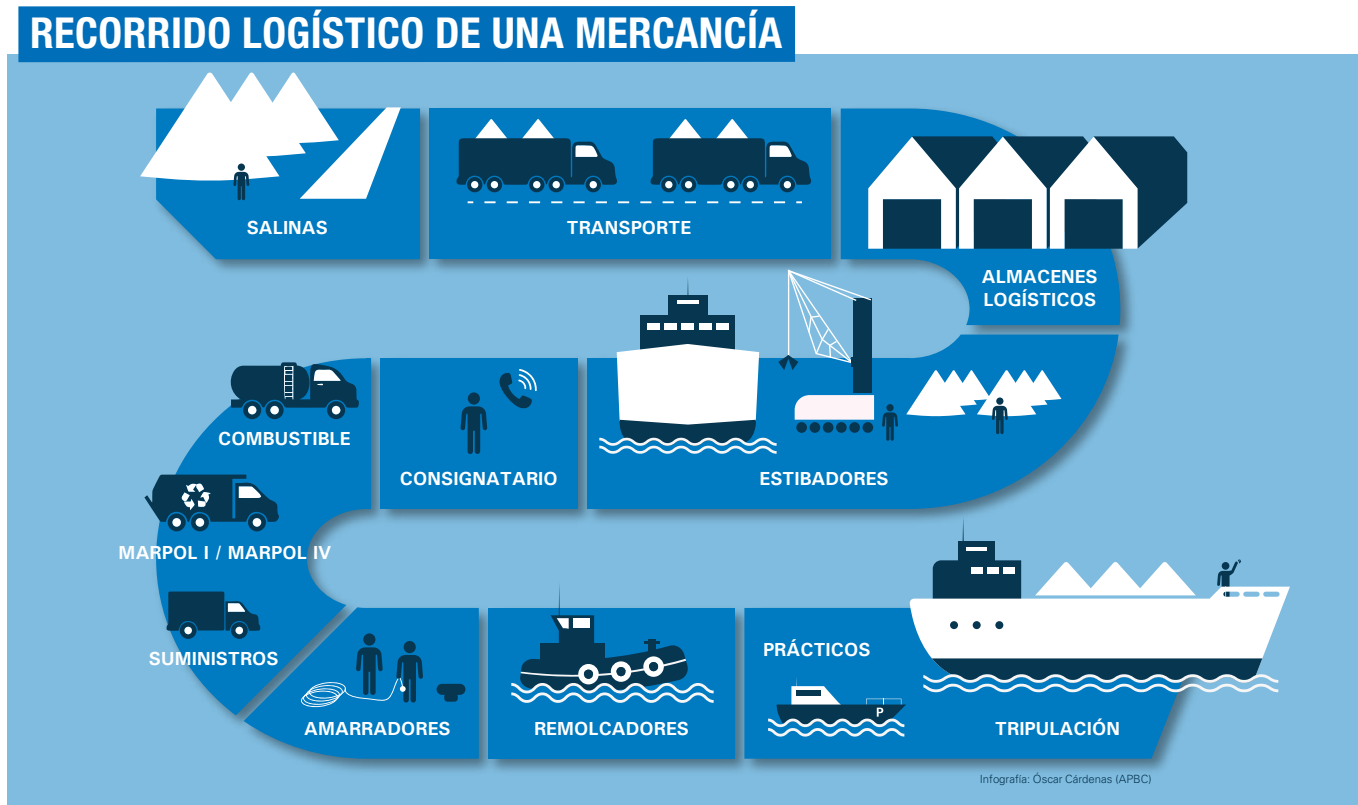 RECORRIDO LOGÍSTICO DE UNA MERCANCÍA
SALINAS
TRANSPORTE
ALMACENES
LOGÍSTICOS
ESTIBADORES
CONSIGNATARIO
COMBUSTIBLE
MARPOL I / MARPOL IV
SUMINISTROS
AMARRADORES
REMOLCADORES
PRÁCTICOS
P
TRIPULACIÓN
Infografía: Óscar Cárdenas (APBC)